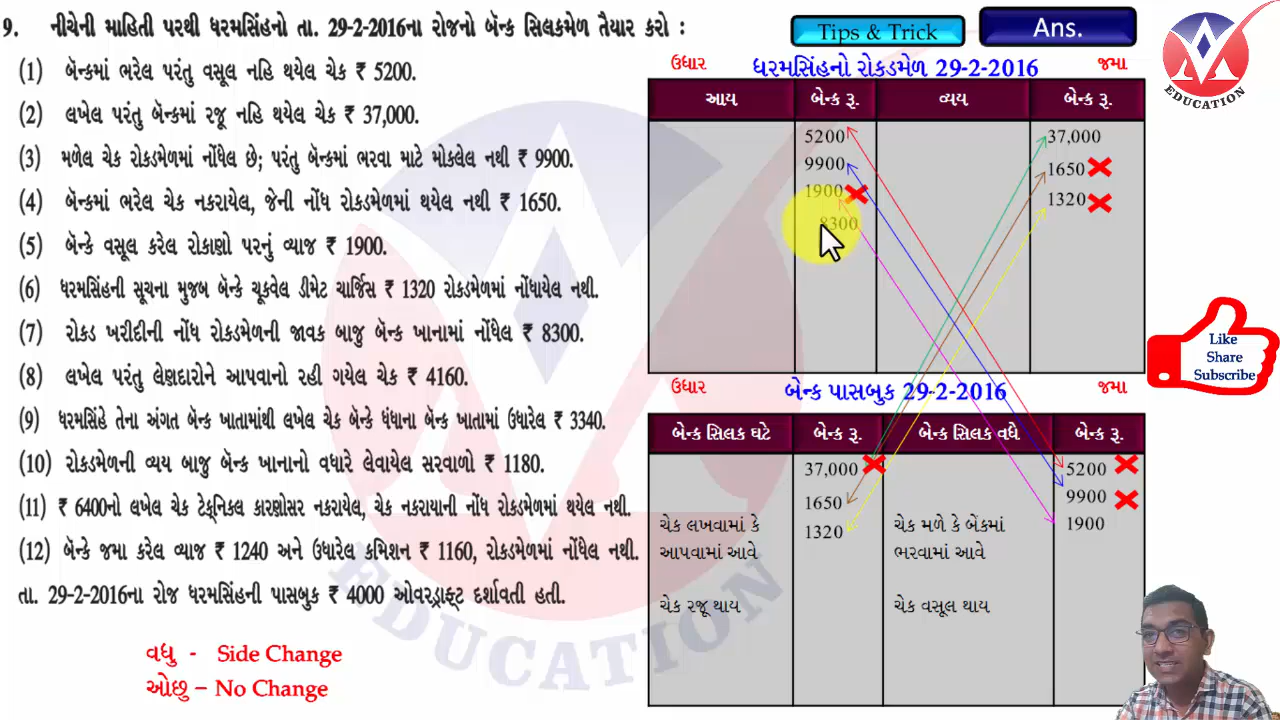 9. નીચેની માહિતી પરથી ધરમસિંહનો તા. 29-2-2016ના રોજનો બૅન્ક સિલકમેળ તૈયાર કરો :
(1) બૅન્કમાં ભરેલ પરંતુ વસૂલ નહિ થયેલ ચેક ₹ 5200.
(2) લખેલ પરંતુ બૅન્કમાં રજૂ નહિ થયેલ ચેક ₹ 37,000.
(3) મળેલ ચેક રોકડમેળમાં નોંધેલ છે; પરંતુ બૅન્કમાં ભરવા માટે મોકલેલ નથી ₹ 9900.
(4) બૅન્કમાં ભરેલ ચેક નકરાયેલ, જેની નોંધ રોકડમેળમાં થયેલ નથી ₹ 1650.
(5) બૅન્કે વસૂલ કરેલ રોકાણો પરનું વ્યાજ ₹ 1900.
(6) ધરમસિંહની સૂચના મુજબ બૅન્કે ચૂકવેલ ડીમેટ ચાર્જિસ ₹ 1320 રોકડમેળમાં નોંધાયેલ નથી.
(7) રોકડ ખરીદીની નોંધ રોકડમેળની જાવક બાજુ બૅન્ક ખાનામાં નોંધેલ ₹ 8300.
(8) લખેલ પરંતુ લેણદારોને આપવાનો રહી ગયેલ ચેક ₹ 4160.
(9) ધરમસિંહે તેના અંગત બૅન્ક ખાતામાંથી લખેલ ચેક બૅન્કે ધંધાના બૅન્ક ખાતામાં ઉધારેલ ₹ 3340.
(10) રોકડમેળની વ્યય બાજુ બૅન્ક ખાનાનો વધારે લેવાયેલ સરવાળો ₹ 1180.
(11) ₹ 6400નો લખેલ ચેક ટેક્નિકલ કારણોસર નકરાયેલ, ચેક નકરાયાની નોંધ રોકડમેળમાં થયેલ નથી.
(12) બૅન્કે જમા કરેલ વ્યાજ ₹ 1240 અને ઉધારેલ કમિશન ₹ 1160, રોકડમેળમાં નોંધેલ નથી.
તા. 29-2-2016ના રોજ ધરમસિંહની પાસબુક ₹ 4000 ઓવરડ્રાફ્ટ દર્શાવતી હતી.
વધુ - Side Change
ઓછુ – No Change
Tips & Trick
Ans.
ઉધાર ધરમસિંહનો રોકડમેળ 29-2-2016 જમા
આય બેન્ક રૂ. વ્યય બેન્ક રૂ.
5200 37,000
9900 1650
1900 1320
8300
ઉધાર બેન્ક પાસબુક 29-2-2016 જમા
બેન્ક સિલક ઘટે બેન્ક રૂ. બેન્ક સિલક વધે બેન્ક રૂ.
37,000 5200
1650 9900
1320 1900
ચેક લખવામાં કે ચેક મળે કે બેંકમાં
આપવામાં આવે ભરવામાં આવે
ચેક રજૂ થાય ચેક વસૂલ થાય
EDUCATION
Like
Share
Subscribe
EDUCATION